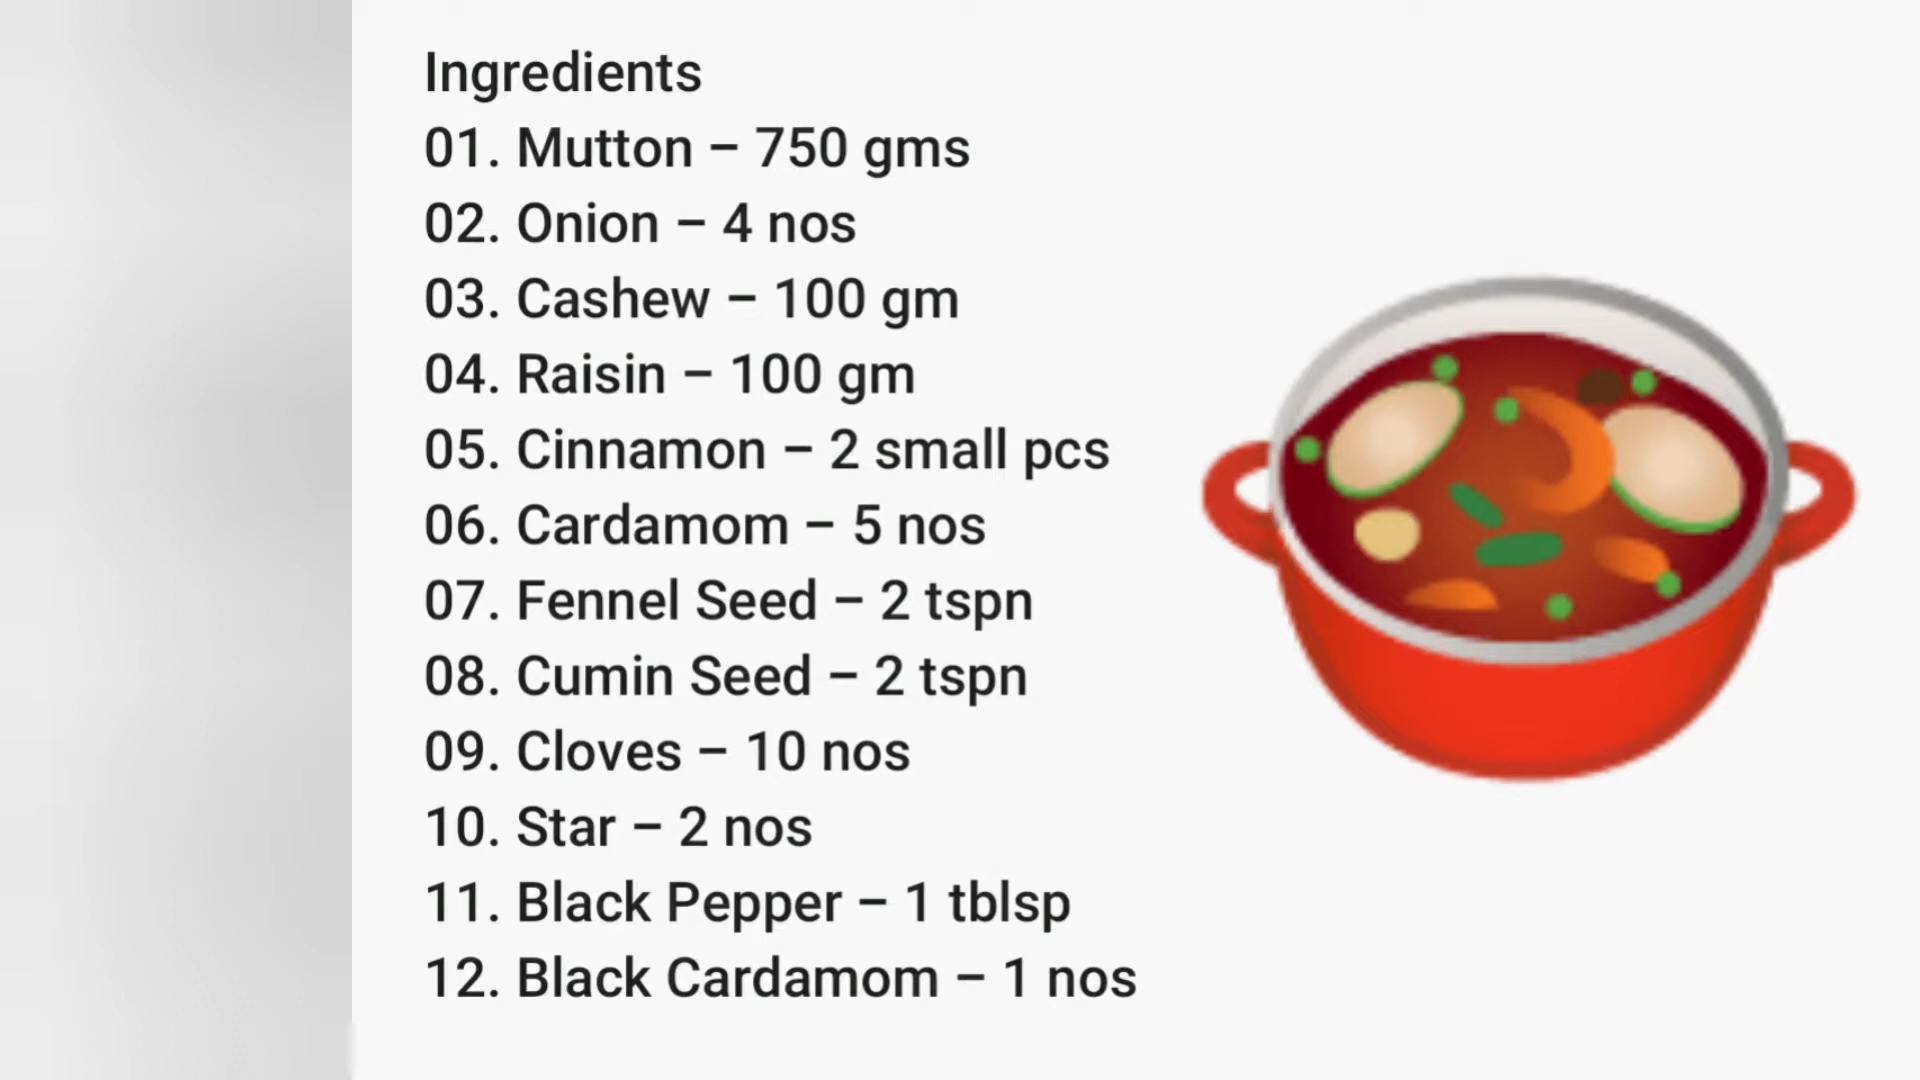 Ingredients
01. Mutton – 750 gms
02. Onion – 4 nos
03. Cashew – 100 gm
04. Raisin – 100 gm
05. Cinnamon – 2 small pcs
06. Cardamom – 5 nos
07. Fennel Seed – 2 tspn
08. Cumin Seed – 2 tspn
09. Cloves – 10 nos
10. Star – 2 nos
11. Black Pepper – 1 tblsp
12. Black Cardamom – 1 nos